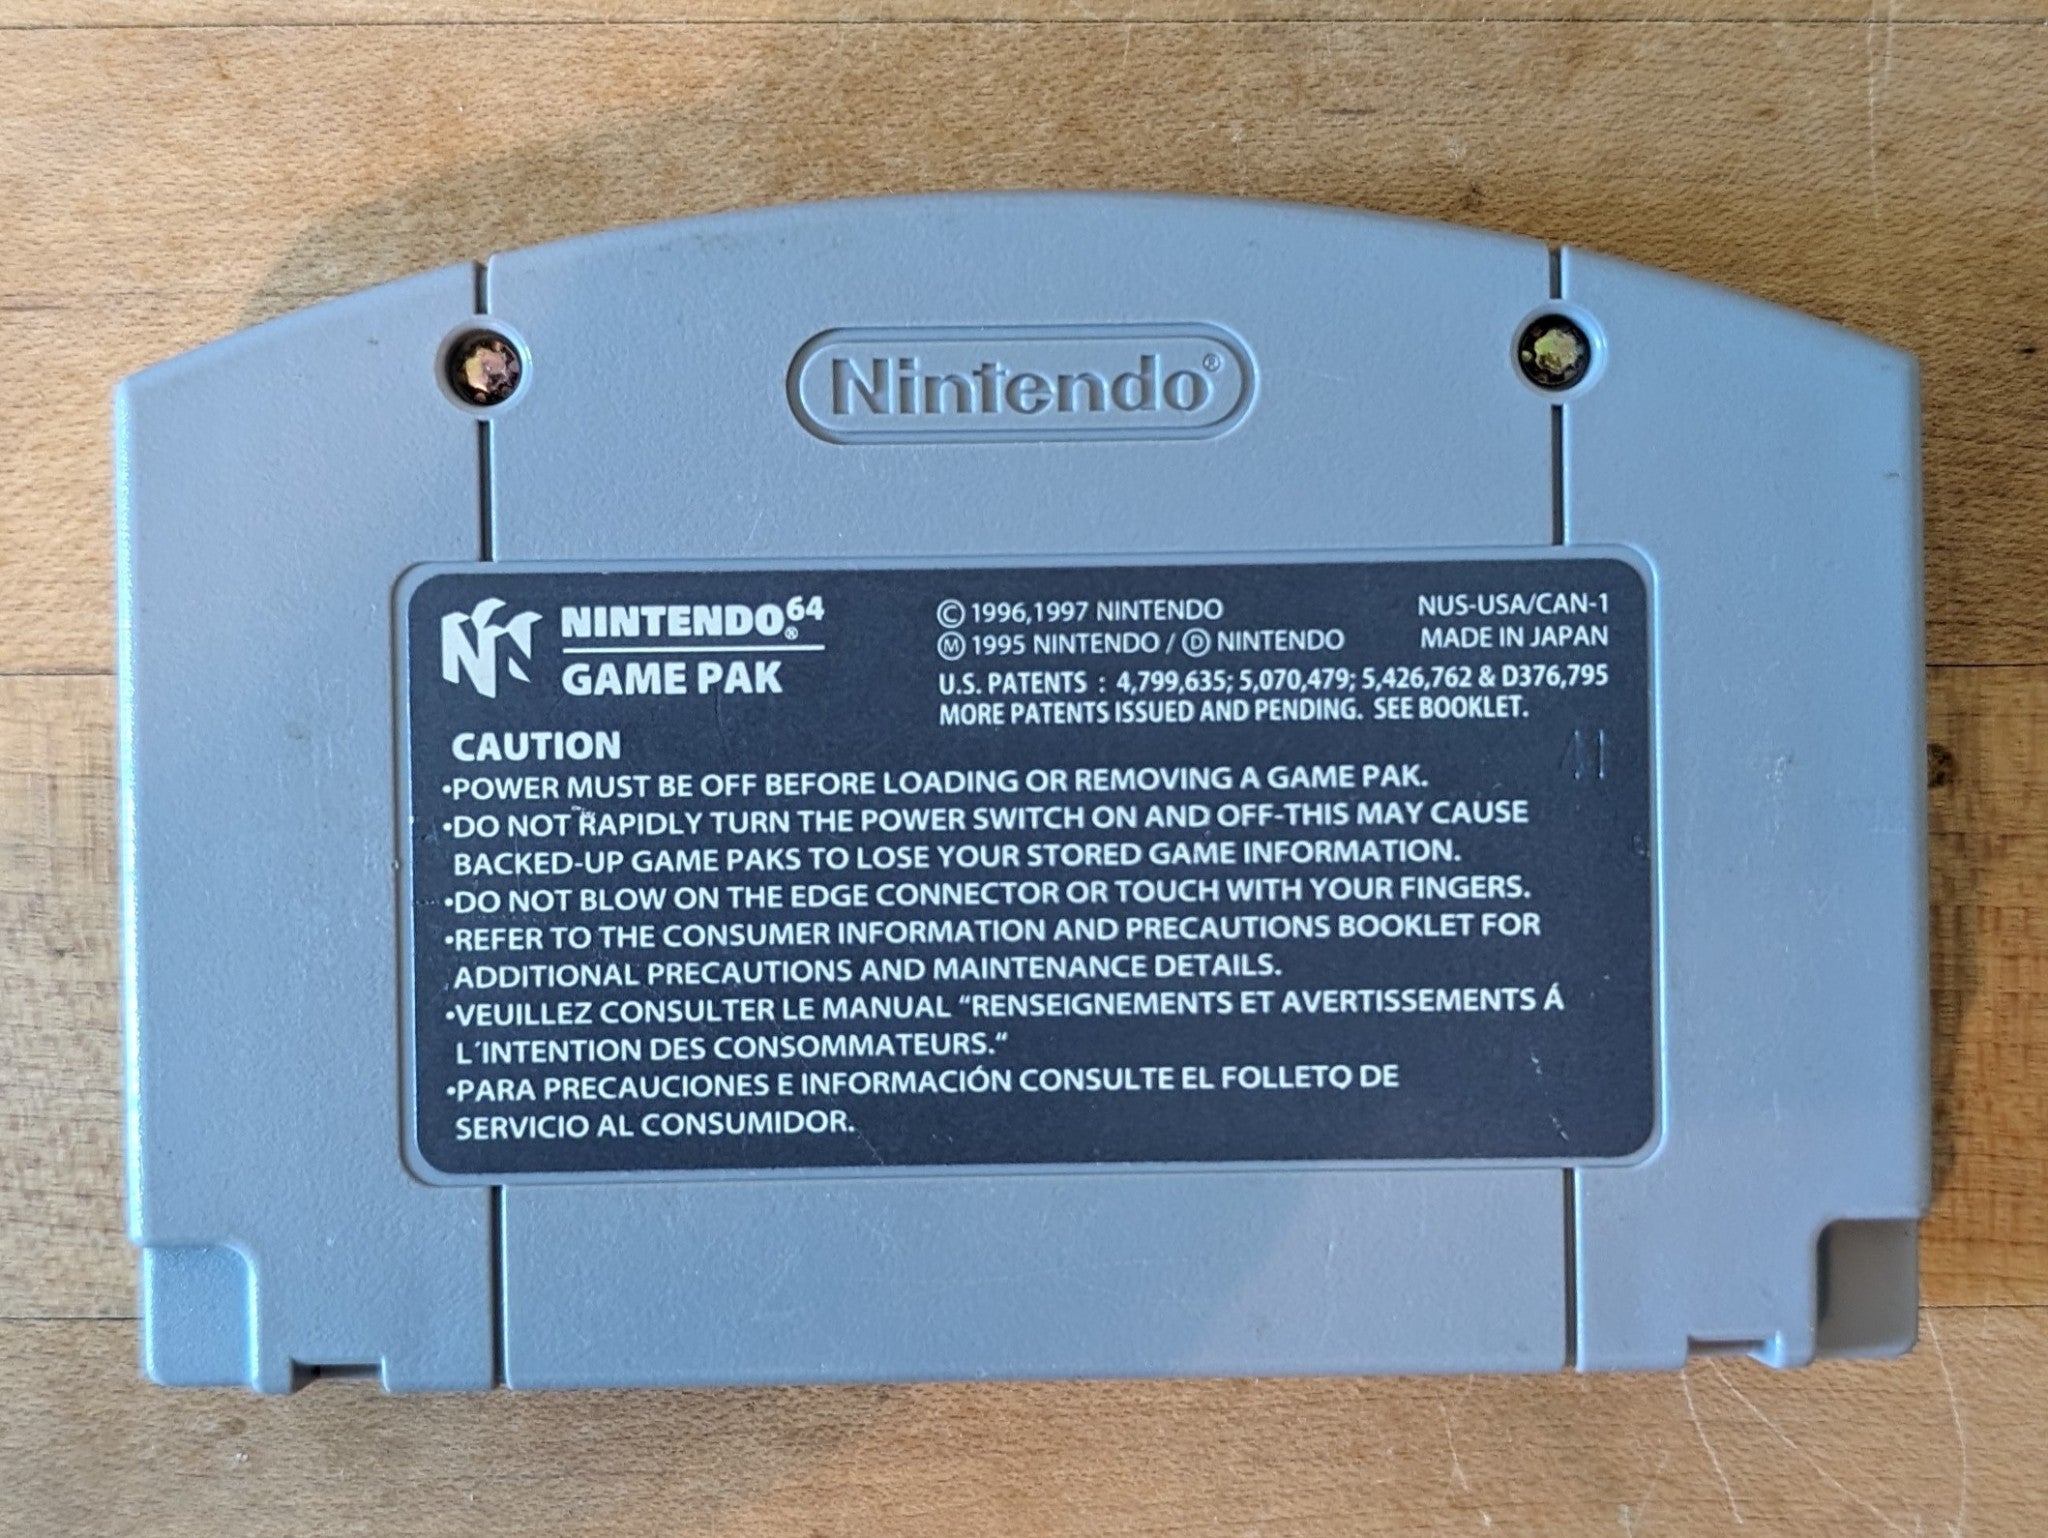 Nintendo®
NINTENDO64®
GAME PAK
© 1996,1997 NINTENDO
Ⓜ 1995 NINTENDO / Ⓓ NINTENDO
NUS-USA/CAN-1
MADE IN JAPAN
U.S. PATENTS : 4,799,635; 5,070,479; 5,426,762 & D376,795
MORE PATENTS ISSUED AND PENDING. SEE BOOKLET.
41
CAUTION
•POWER MUST BE OFF BEFORE LOADING OR REMOVING A GAME PAK.
•DO NOT RAPIDLY TURN THE POWER SWITCH ON AND OFF-THIS MAY CAUSE
BACKED-UP GAME PAKS TO LOSE YOUR STORED GAME INFORMATION.
•DO NOT BLOW ON THE EDGE CONNECTOR OR TOUCH WITH YOUR FINGERS.
•REFER TO THE CONSUMER INFORMATION AND PRECAUTIONS BOOKLET FOR
ADDITIONAL PRECAUTIONS AND MAINTENANCE DETAILS.
•VEUILLEZ CONSULTER LE MANUAL “RENSEIGNEMENTS ET AVERTISSEMENTS Á
L´INTENTION DES CONSOMMATEURS.“
•PARA PRECAUCIONES E INFORMACIÓN CONSULTE EL FOLLETO DE
SERVICIO AL CONSUMIDOR.